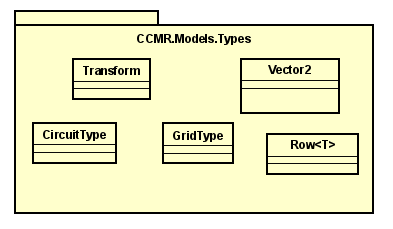 CCMR.Models.Types
Transform
Vector2
CircuitType
GridType
Row<T>